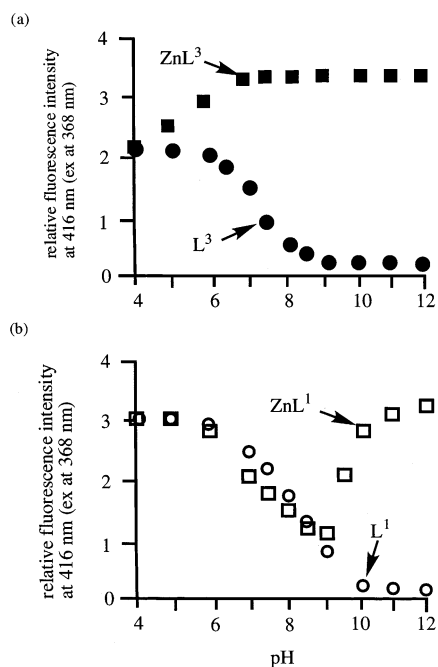 (a)
relative fluorescence intensity
at 416 nm (ex at 368 nm)
4
3
2
1
0
ZnL³
L³
4 6 8 10 12
(b)
relative fluorescence intensity
at 416 nm (ex at 368 nm)
4
3
2
1
0
ZnL¹
L¹
4 6 8 10 12
pH